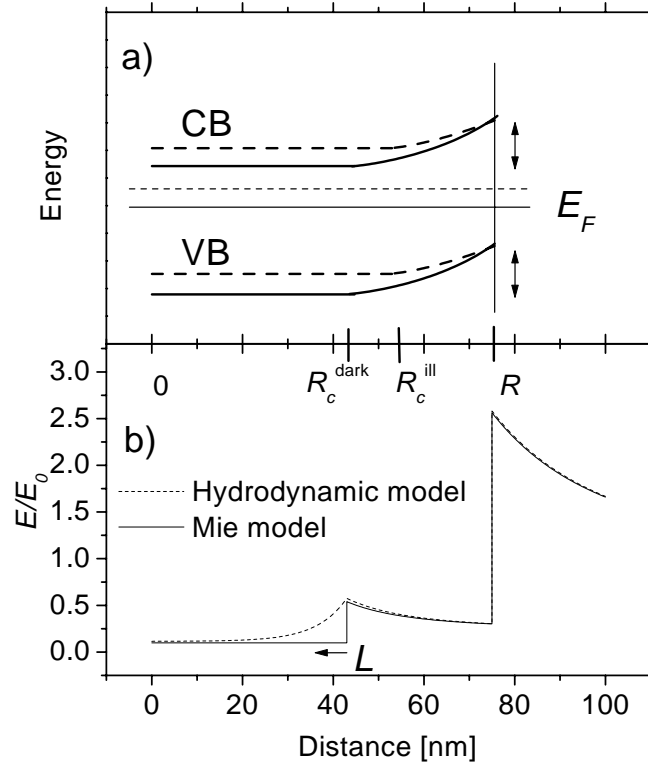 a)
CB
Energy
E_F
VB
0
R_c^dark
R_c^ill
R
3.0
b)
2.5
Hydrodynamic model
2.0
E/E_0
Mie model
1.5
1.0
0.5
L
0.0
0 20 40 60 80 100
Distance [nm]